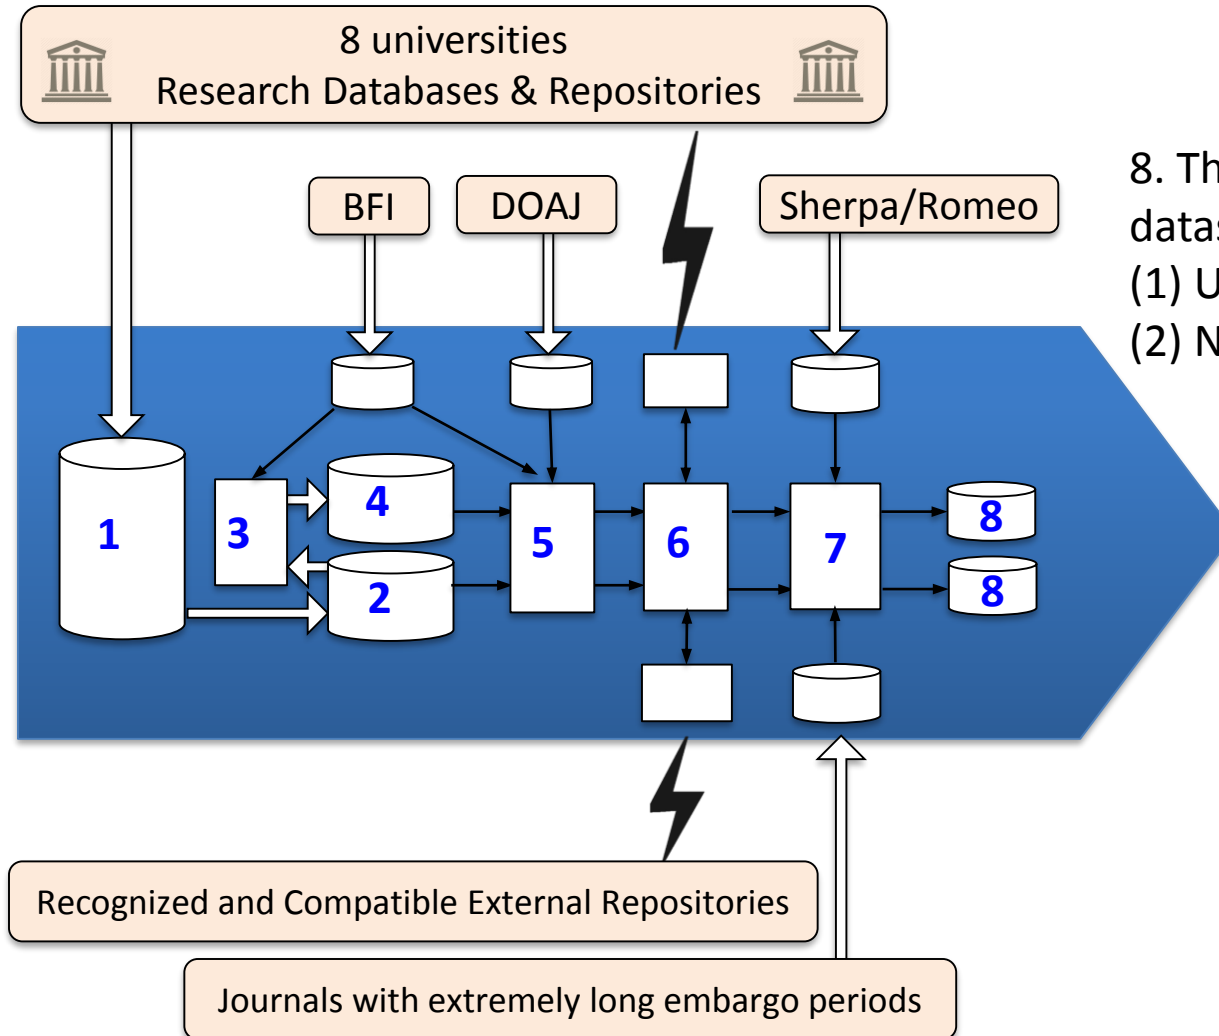 8 universities
Research Databases & Repositories
BFI
DOAJ
Sherpa/Romeo
8. Th
datas
(1) U
(2) N
1
3
4
2
5
6
7
8
8
Recognized and Compatible External Repositories
Journals with extremely long embargo periods